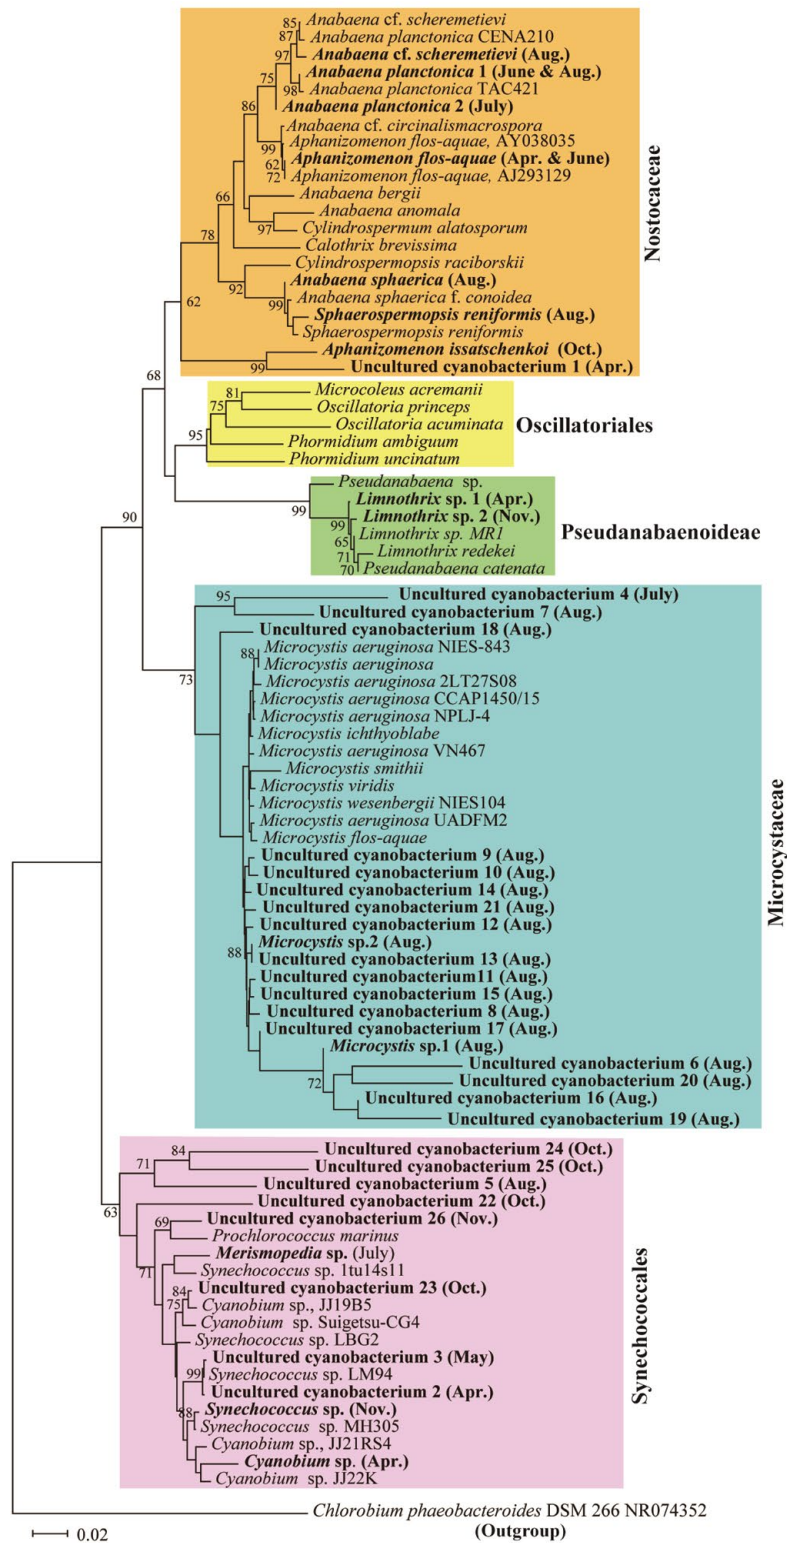 85
Anabaena cf. scheremetievi
87
Anabaena planctonica CENA210
97
Anabaena cf. scheremetievi (Aug.)
75
Anabaena planctonica 1 (June & Aug.)
98
Anabaena planctonica TAC421
86
Anabaena planctonica 2 (July)
Anabaena cf. circinalismacrospora
99
Aphanizomenon flos-aquae, AY038035
62
Aphanizomenon flos-aquae (Apr. & June)
72
Aphanizomenon flos-aquae, AJ293129
66
Anabaena bergii
Anabaena anomala
97
Cylindrospermum alatosporum
78
Calothrix brevissima
Cylindrospermopsis raciborskii
92
Anabaena sphaerica (Aug.)
99
Anabaena sphaerica f. conoidea
62
Sphaerospermopsis reniformis (Aug.)
Sphaerospermopsis reniformis
Aphanizomenon issatschenkoi (Oct.)
99
Uncultured cyanobacterium 1 (Apr.)
Nostocaceae
68
81
Microcoleus acremanii
75
Oscillatoria princeps
Oscillatoria acuminata
95
Phormidium ambiguum
Phormidium uncinatum
Oscillatoriales
Pseudanabaena sp.
99
Limnothrix sp. 1 (Apr.)
90
99
Limnothrix sp. 2 (Nov.)
65
Limnothrix sp. MR1
71
Limnothrix redekei
70
Pseudanabaena catenata
Pseudanabaenoideae
95
Uncultured cyanobacterium 4 (July)
Uncultured cyanobacterium 7 (Aug.)
73
Uncultured cyanobacterium 18 (Aug.)
88
Microcystis aeruginosa NIES-843
Microcystis aeruginosa
Microcystis aeruginosa 2LT27S08
Microcystis aeruginosa CCAP1450/15
Microcystis aeruginosa NPLJ-4
Microcystis ichthyoblabe
Microcystis aeruginosa VN467
Microcystis smithii
Microcystis viridis
Microcystis wesenbergii NIES104
Microcystis aeruginosa UADFM2
Microcystis flos-aquae
Uncultured cyanobacterium 9 (Aug.)
Uncultured cyanobacterium 10 (Aug.)
Uncultured cyanobacterium 14 (Aug.)
Uncultured cyanobacterium 21 (Aug.)
Uncultured cyanobacterium 12 (Aug.)
Microcystis sp.2 (Aug.)
88
Uncultured cyanobacterium 13 (Aug.)
Uncultured cyanobacterium11 (Aug.)
Uncultured cyanobacterium 15 (Aug.)
Uncultured cyanobacterium 8 (Aug.)
Uncultured cyanobacterium 17 (Aug.)
Microcystis sp.1 (Aug.)
Uncultured cyanobacterium 6 (Aug.)
72
Uncultured cyanobacterium 20 (Aug.)
Uncultured cyanobacterium 16 (Aug.)
Uncultured cyanobacterium 19 (Aug.)
Microcystaceae
84
Uncultured cyanobacterium 24 (Oct.)
71
Uncultured cyanobacterium 25 (Oct.)
Uncultured cyanobacterium 5 (Aug.)
63
Uncultured cyanobacterium 22 (Oct.)
69
Uncultured cyanobacterium 26 (Nov.)
Prochlorococcus marinus
Merismopedia sp. (July)
71
Synechococcus sp. 1tu14s11
84
Uncultured cyanobacterium 23 (Oct.)
75
Cyanobium sp., JJ19B5
Cyanobium sp. Suigetsu-CG4
Synechococcus sp. LBG2
Uncultured cyanobacterium 3 (May)
99
Synechococcus sp. LM94
Uncultured cyanobacterium 2 (Apr.)
88
Synechococcus sp. (Nov.)
Synechococcus sp. MH305
Cyanobium sp., JJ21RS4
Cyanobium sp. (Apr.)
Cyanobium sp. JJ22K
Synechococcales
Chlorobium phaeobacteroides DSM 266 NR074352
(Outgroup)
0.02